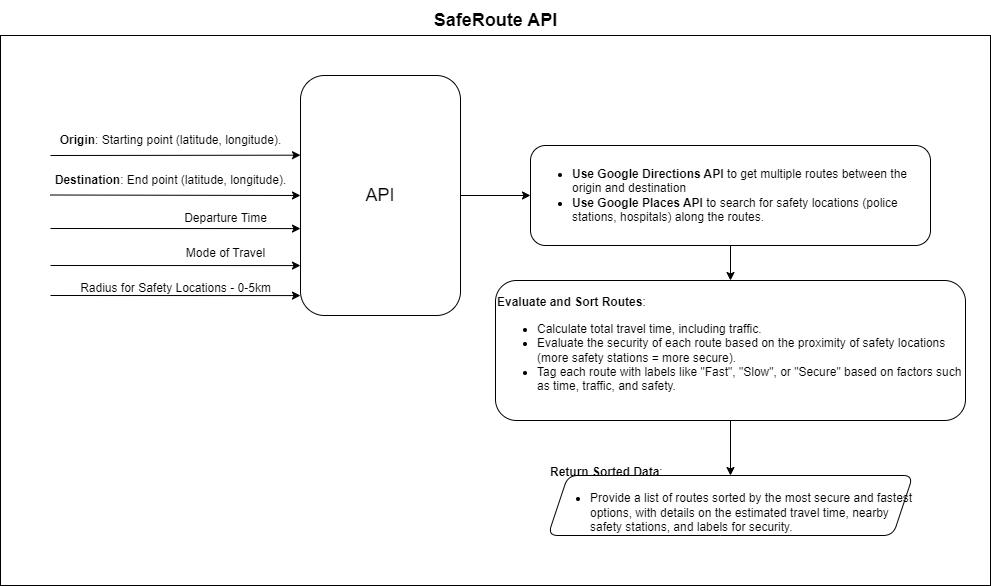 SafeRoute API
Origin: Starting point (latitude, longitude).
Destination: End point (latitude, longitude).
Departure Time
Mode of Travel
Radius for Safety Locations - 0-5km
API
• Use Google Directions API to get multiple routes between the
origin and destination
• Use Google Places API to search for safety locations (police
stations, hospitals) along the routes.
Evaluate and Sort Routes:
• Calculate total travel time, including traffic.
• Evaluate the security of each route based on the proximity of safety locations
(more safety stations = more secure).
• Tag each route with labels like "Fast", "Slow", or "Secure" based on factors such
as time, traffic, and safety.
Return Sorted Data:
• Provide a list of routes sorted by the most secure and fastest
options, with details on the estimated travel time, nearby
safety stations, and labels for security.